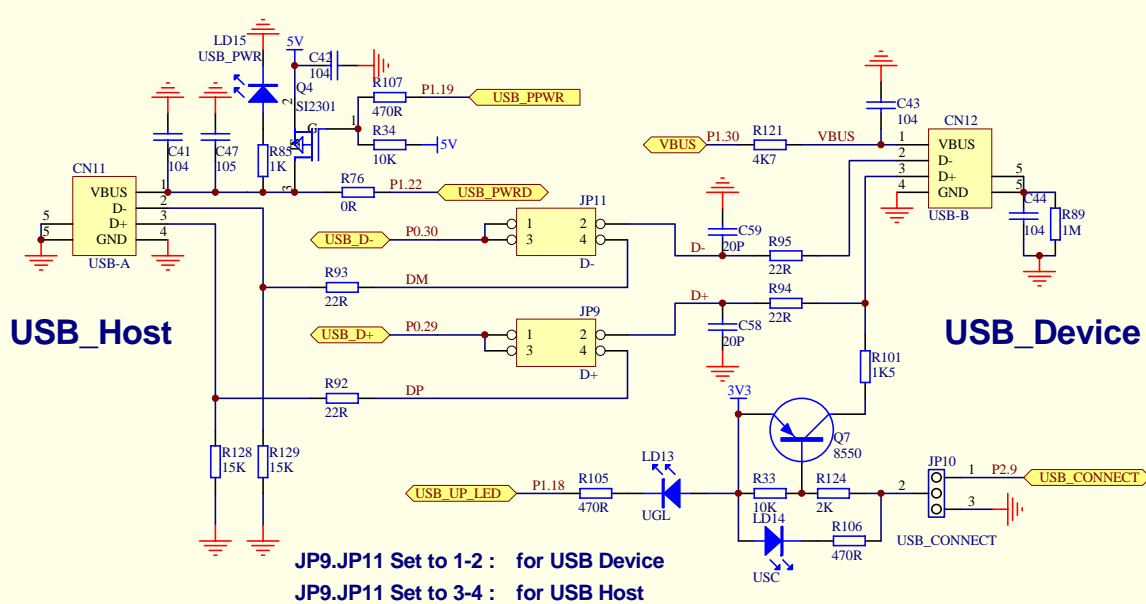 LD15
USB_PWR
5V
C42
104
Q4
SI2301
2
G
1
3
R107
470R
P1.19
USB_PPWR
R34
10K
5V
C41
104
C47
105
R85
1K
CN11
VBUS
D-
D+
GND
1
2
3
4
5
5
USB-A
R76
0R
P1.22
USB_PWRD
USB_D-
P0.30
JP11
1
2
3
4
D-
R93
22R
DM
USB_D+
P0.29
JP9
1
2
3
4
D+
R92
22R
DP
USB_Host
R128
15K
R129
15K
C43
104
CN12
VBUS
P1.30
R121
4K7
VBUS
1
2
3
4
VBUS
D-
D+
GND
5
5
USB-B
C44
104
R89
1M
C59
20P
D-
R95
22R
D+
R94
22R
C58
20P
USB_Device
R101
1K5
3V3
Q7
8550
LD13
UGL
USB_UP_LED
P1.18
R105
470R
R33
10K
R124
2K
LD14
USC
R106
470R
JP10
2
1
3
P2.9
USB_CONNECT
USB_CONNECT
JP9.JP11 Set to 1-2 : for USB Device
JP9.JP11 Set to 3-4 : for USB Host